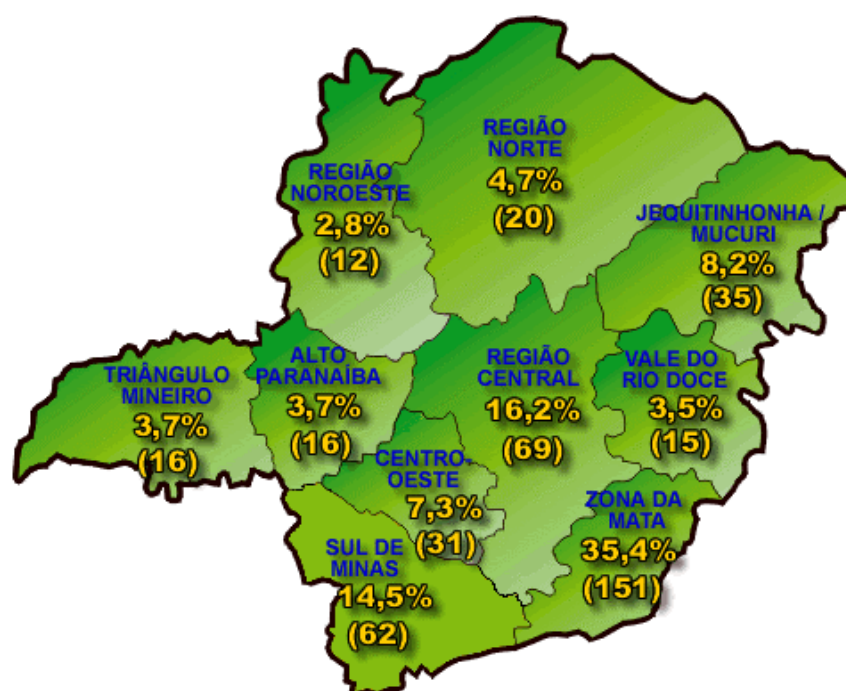 REGIÃO
NORTE
4,7%
(20)
REGIÃO
NOROESTE
2,8%
(12)
JEQUITINHONHA /
MUCURI
8,2%
(35)
TRIÂNGULO
MINEIRO
3,7%
(16)
ALTO
PARANAÍBA
3,7%
(16)
REGIÃO
CENTRAL
16,2%
(69)
VALE DO
RIO DOCE
3,5%
(15)
CENTRO-
OESTE
7,3%
(31)
ZONA DA
MATA
35,4%
(151)
SUL DE
MINAS
14,5%
(62)